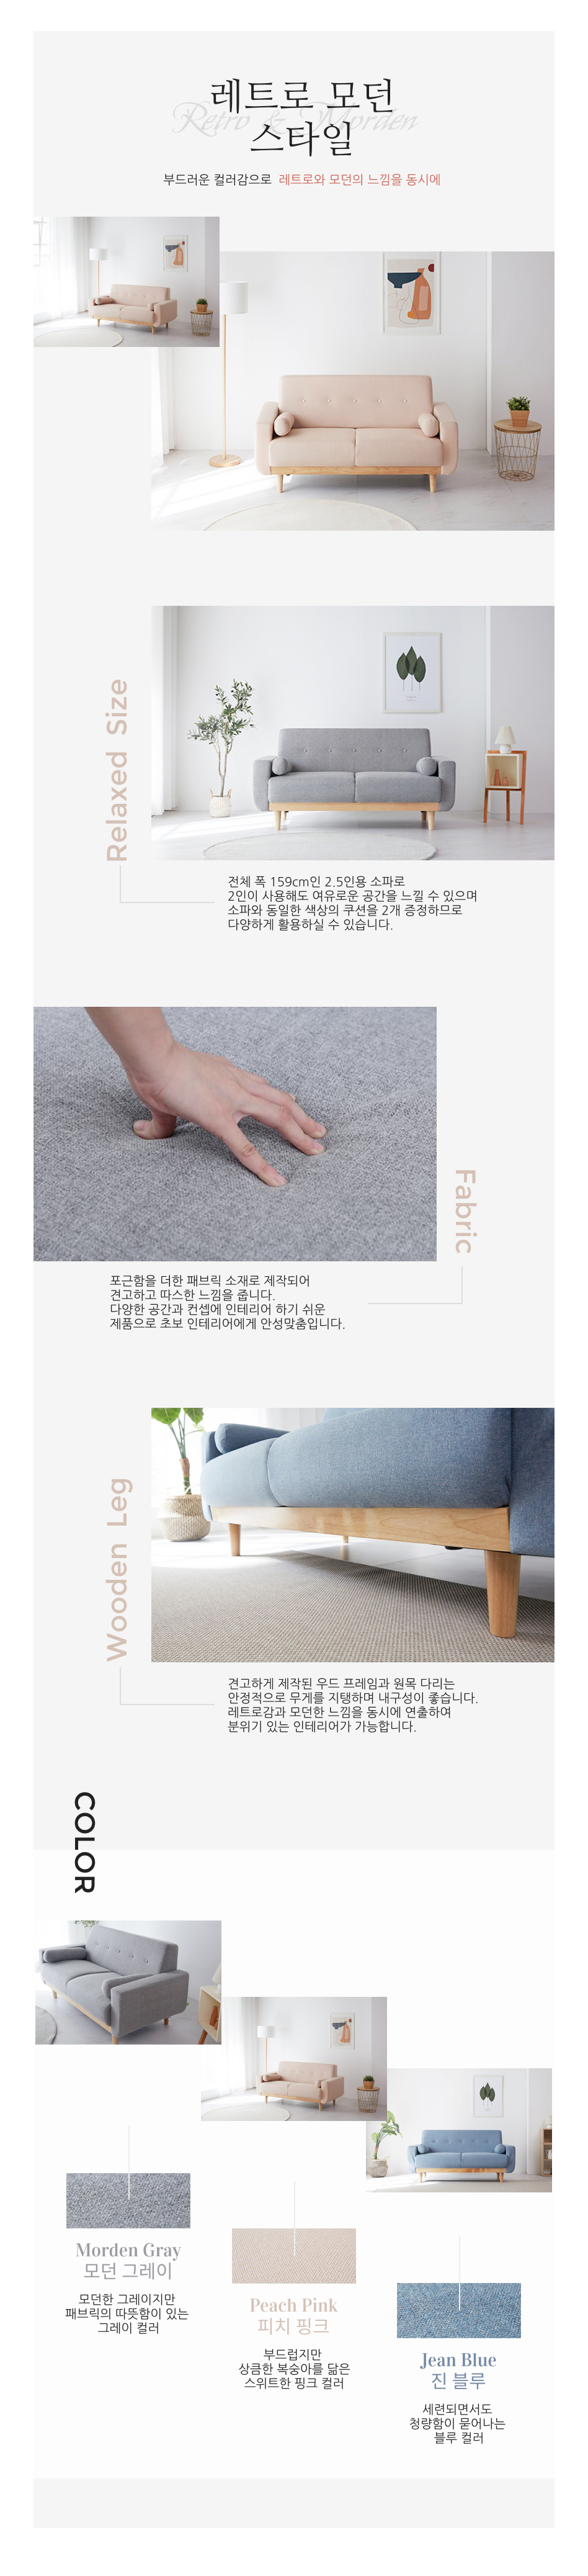 레트로 모던
Retro & Morden
스타일
부드러운 컬러감으로 레트로와 모던의 느낌을 동시에
Relaxed Size
전체 폭 159cm인 2.5인용 소파로
2인이 사용해도 여유로운 공간을 느낄 수 있으며
소파와 동일한 색상의 쿠션을 2개 증정하므로
다양하게 활용하실 수 있습니다.
Fabric
포근함을 더한 패브릭 소재로 제작되어
견고하고 따스한 느낌을 줍니다.
다양한 공간과 컨셉에 인테리어 하기 쉬운
제품으로 초보 인테리어에게 안성맞춤입니다.
Wooden Leg
견고하게 제작된 우드 프레임과 원목 다리는
안정적으로 무게를 지탱하며 내구성이 좋습니다.
레트로감과 모던한 느낌을 동시에 연출하여
분위기 있는 인테리어가 가능합니다.
COLOR
Morden Gray
모던 그레이
모던한 그레이지만
패브릭의 따뜻함이 있는
그레이 컬러
Peach Pink
피치 핑크
부드럽지만
상큼한 복숭아를 닮은
스위트한 핑크 컬러
Jean Blue
진 블루
세련되면서도
청량함이 묻어나는
블루 컬러